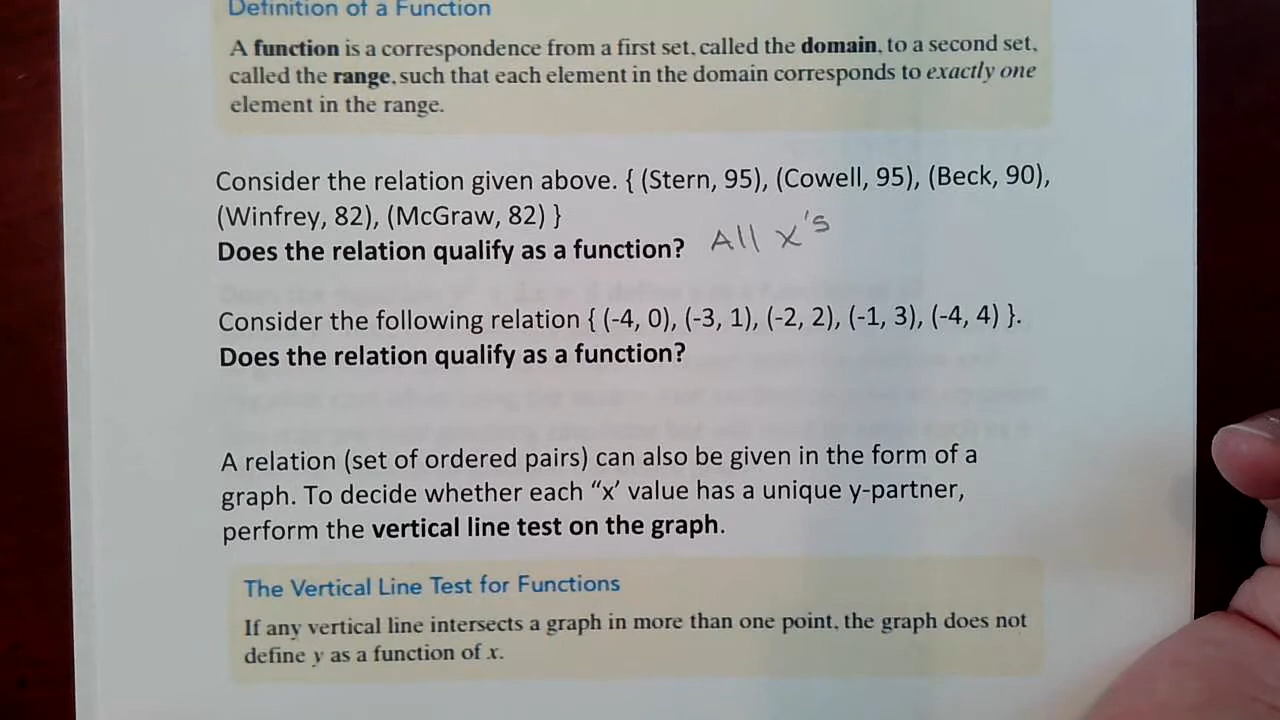 Definition of a Function
A function is a correspondence from a first set, called the domain, to a second set,
called the range, such that each element in the domain corresponds to exactly one
element in the range.
Consider the relation given above. { (Stern, 95), (Cowell, 95), (Beck, 90),
(Winfrey, 82), (McGraw, 82) }
Does the relation qualify as a function? All x's
Consider the following relation { (-4, 0), (-3, 1), (-2, 2), (-1, 3), (-4, 4) }.
Does the relation qualify as a function?
A relation (set of ordered pairs) can also be given in the form of a
graph. To decide whether each “x’ value has a unique y-partner,
perform the vertical line test on the graph.
The Vertical Line Test for Functions
If any vertical line intersects a graph in more than one point, the graph does not
define y as a function of x.